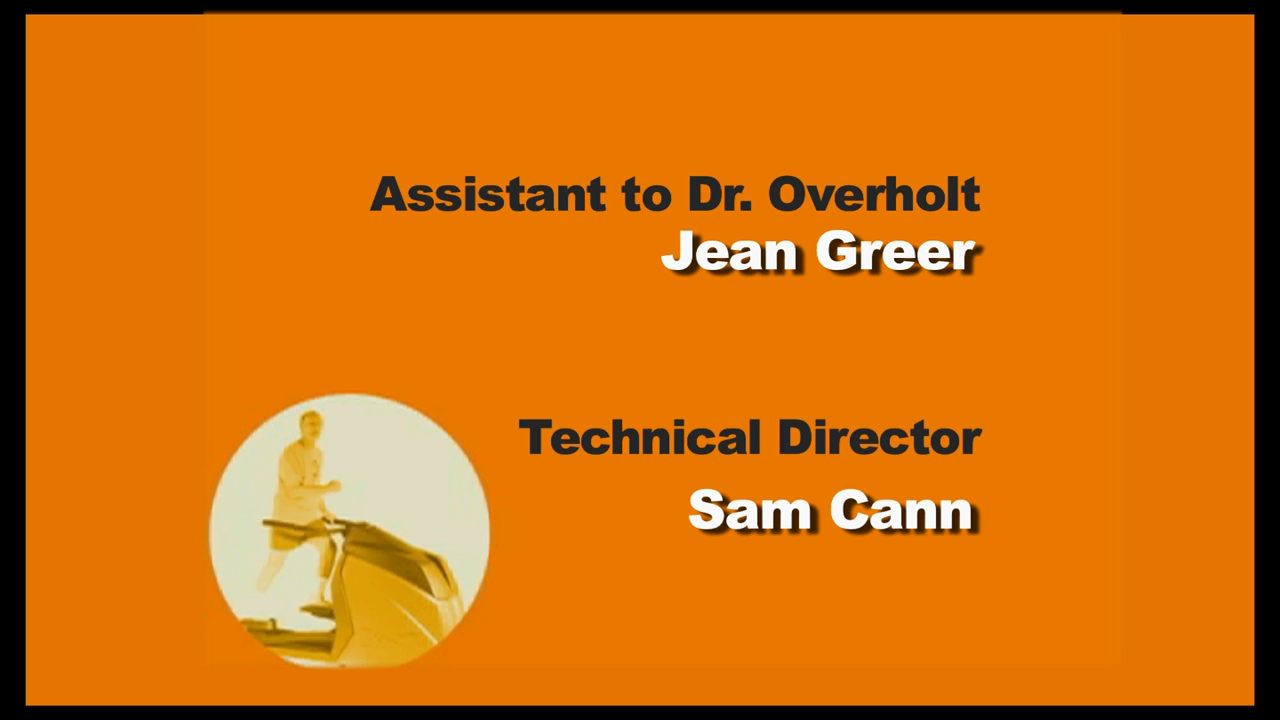 Assistant to Dr. Overholt
Jean Greer
Technical Director
Sam Cann